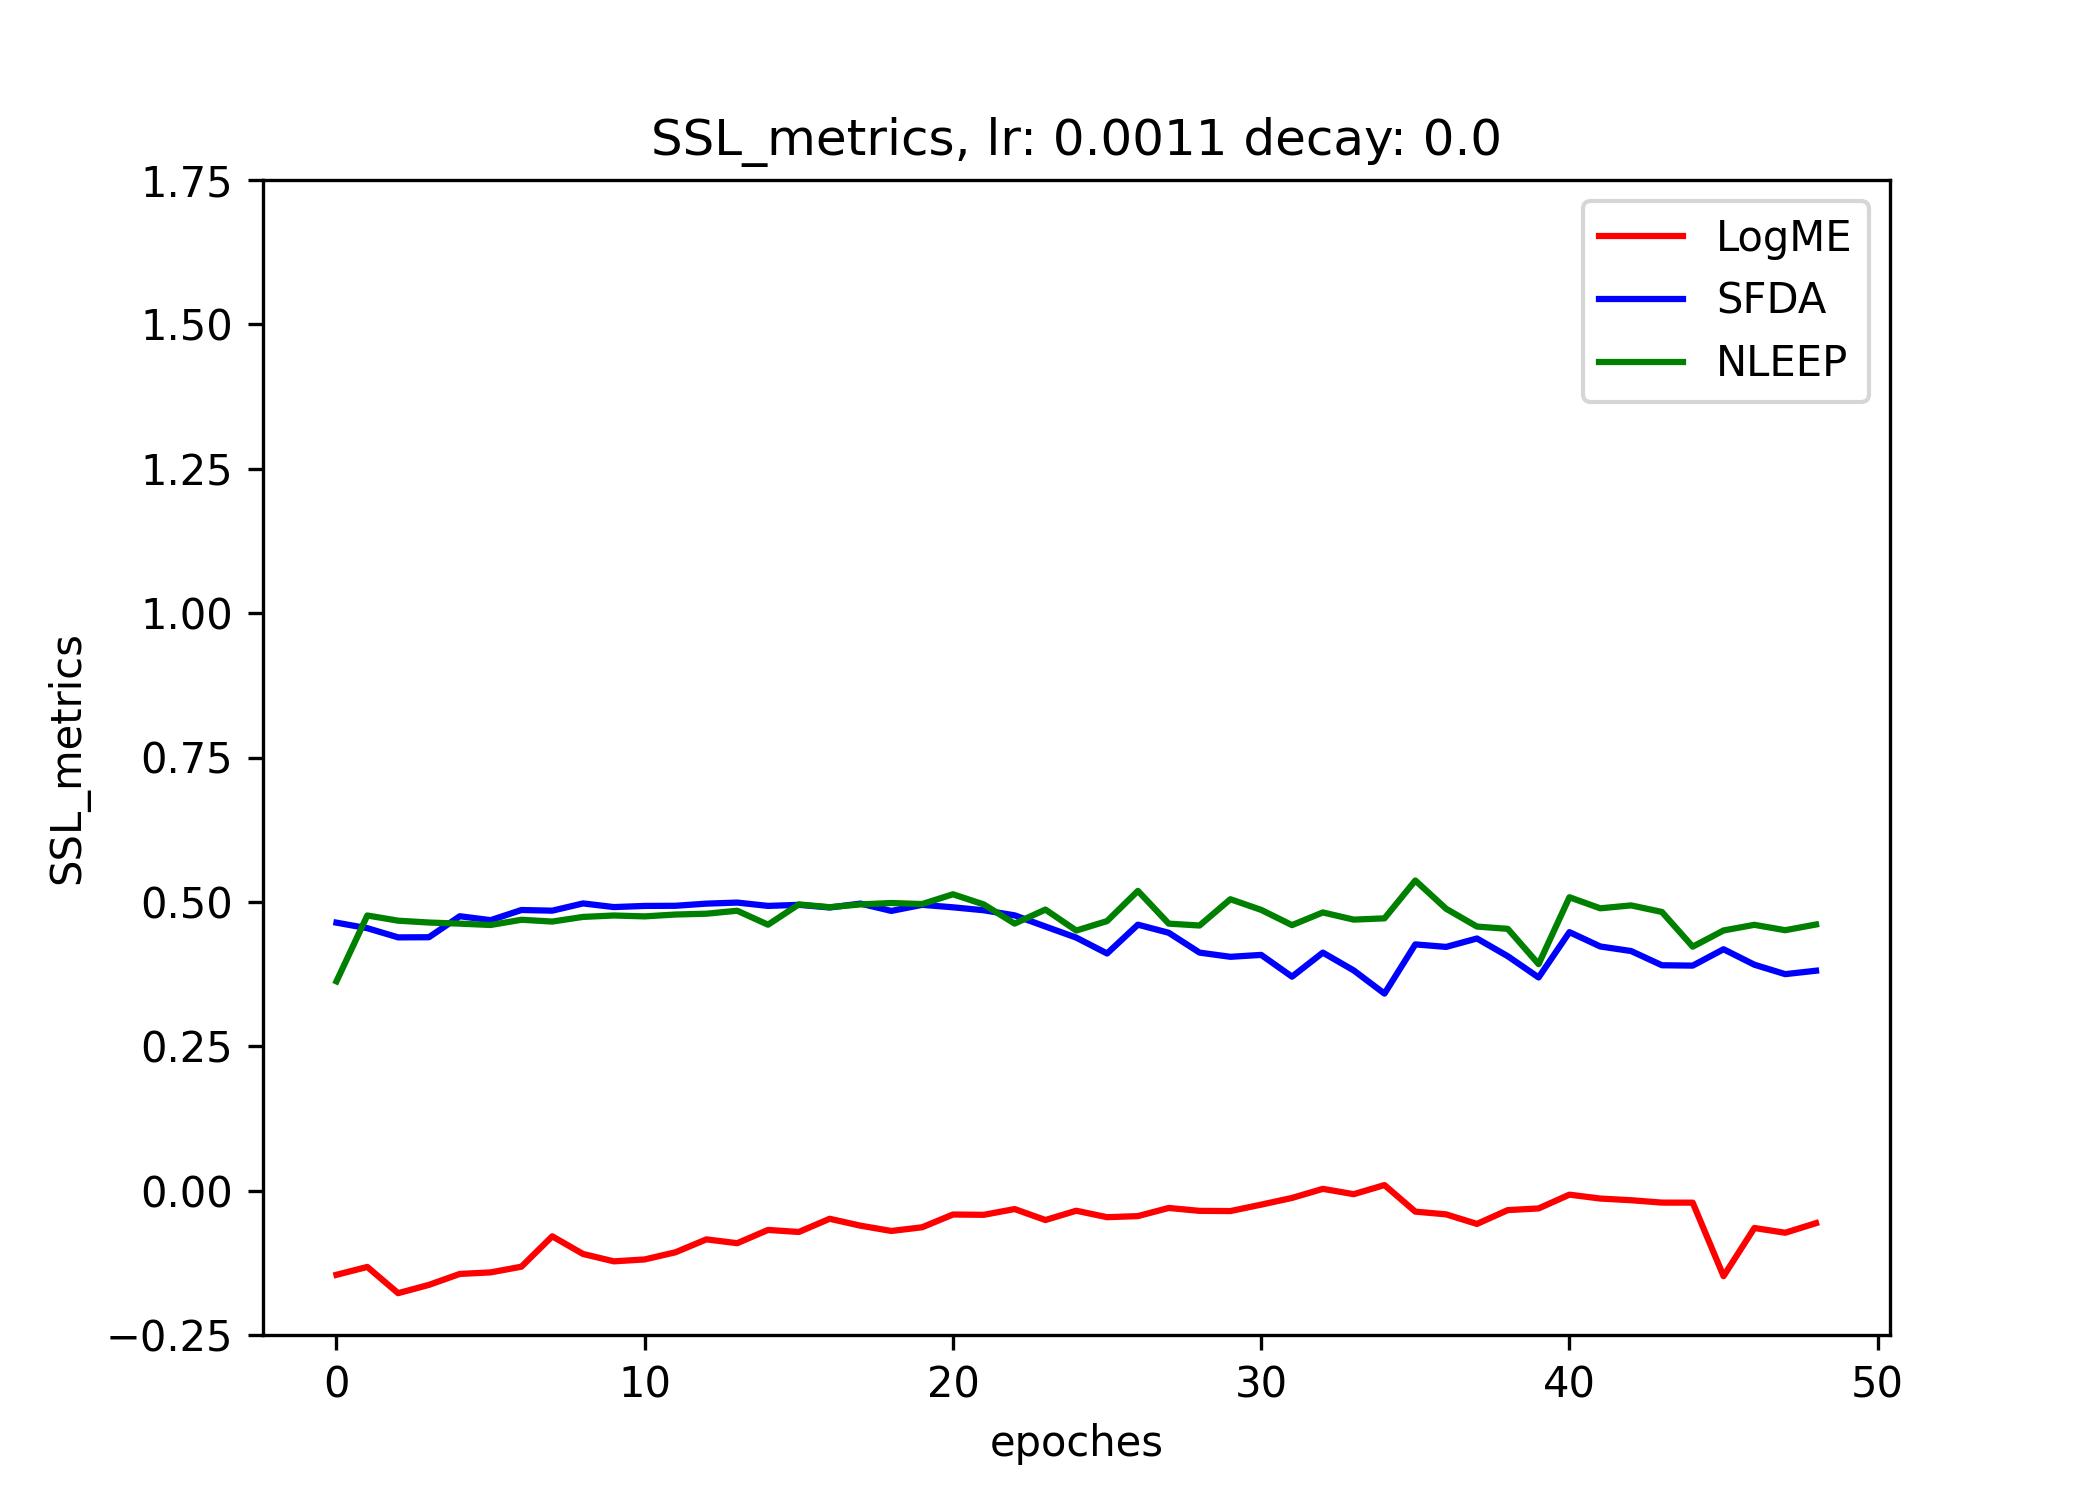 SSL_metrics, lr: 0.0011 decay: 0.0
1.75
1.50
1.25
1.00
0.75
0.50
0.25
0.00
−0.25
SSL_metrics
LogME
SFDA
NLEEP
0 10 20 30 40 50
epoches